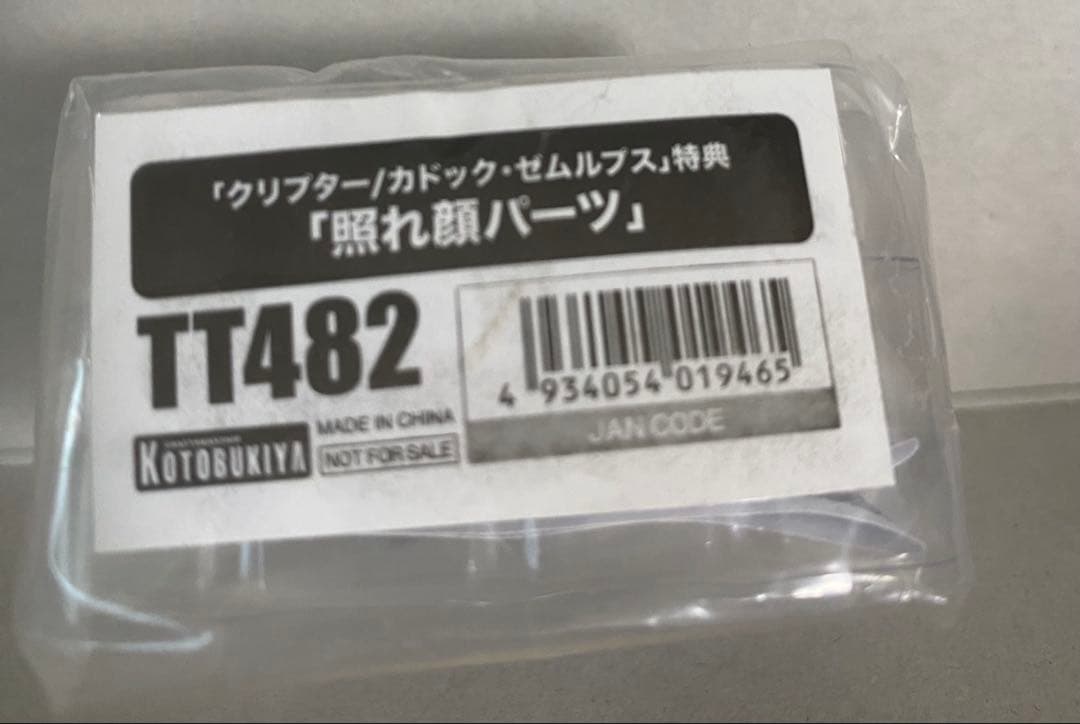 「クリプター/カドック・ゼムルプス」特典
「照れ顔パーツ」
TT482
MADE IN CHINA
KOTOBUKIYA
NOT FOR SALE
4 934054 019465
JAN CODE